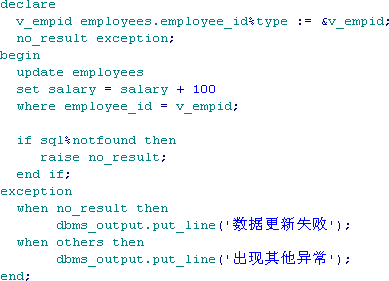 declare
  v_empid employees.employee_id%type := &v_empid;
  no_result exception;
begin
  update employees
  set salary = salary + 100
  where employee_id = v_empid;

  if sql%notfound then
     raise no_result;
  end if;
exception
  when no_result then
       dbms_output.put_line('数据更新失败');
  when others then
       dbms_output.put_line('出现其他异常');
end;